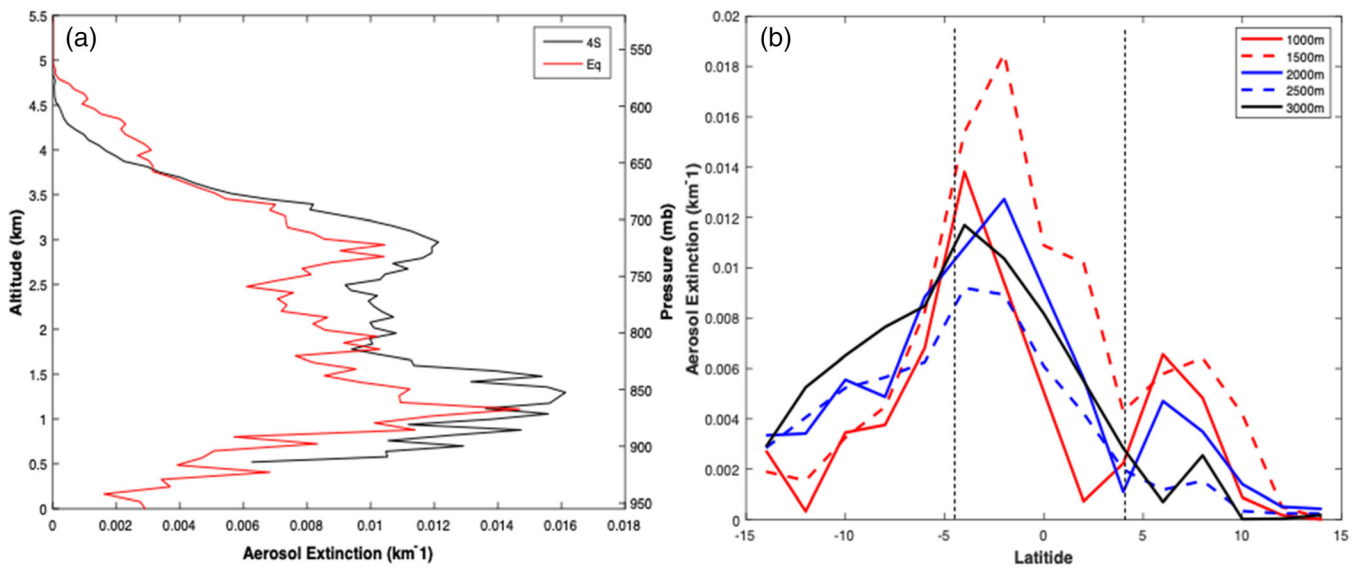 (a)
4S
Eq
5.5
5
4.5
4
3.5
3
2.5
2
1.5
1
0.5
0
Altitude (km)
550
600
650
700
750
800
850
900
950
Pressure (mb)
0 0.002 0.004 0.006 0.008 0.01 0.012 0.014 0.016 0.018
Aerosol Extinction (km⁻1)
(b)
1000m
1500m
2000m
2500m
3000m
0.02
0.018
0.016
0.014
0.012
0.01
0.008
0.006
0.004
0.002
0
Aerosol Extinction (km⁻1)
-15 -10 -5 0 5 10 15
Latitide